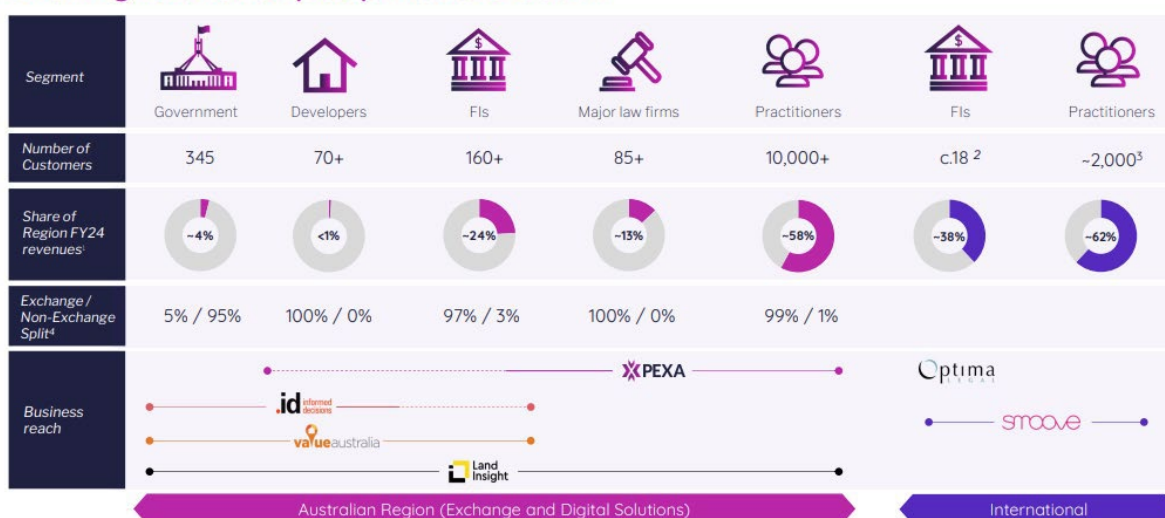 Segment
Government
Developers
FIs
Major law firms
Practitioners
FIs
Practitioners
Number of
Customers
345
70+
160+
85+
10,000+
c.18 ²
~2,000³
Share of
Region FY24
revenues¹
~4%
<1%
~24%
~13%
~58%
~38%
~62%
Exchange /
Non-Exchange
Split⁴
5% / 95%
100% / 0%
97% / 3%
100% / 0%
99% / 1%
Business
reach
PEXA
Optima
LEGAL
.id informed
decisions
smoove
value australia
Land
Insight
Australian Region (Exchange and Digital Solutions)
International